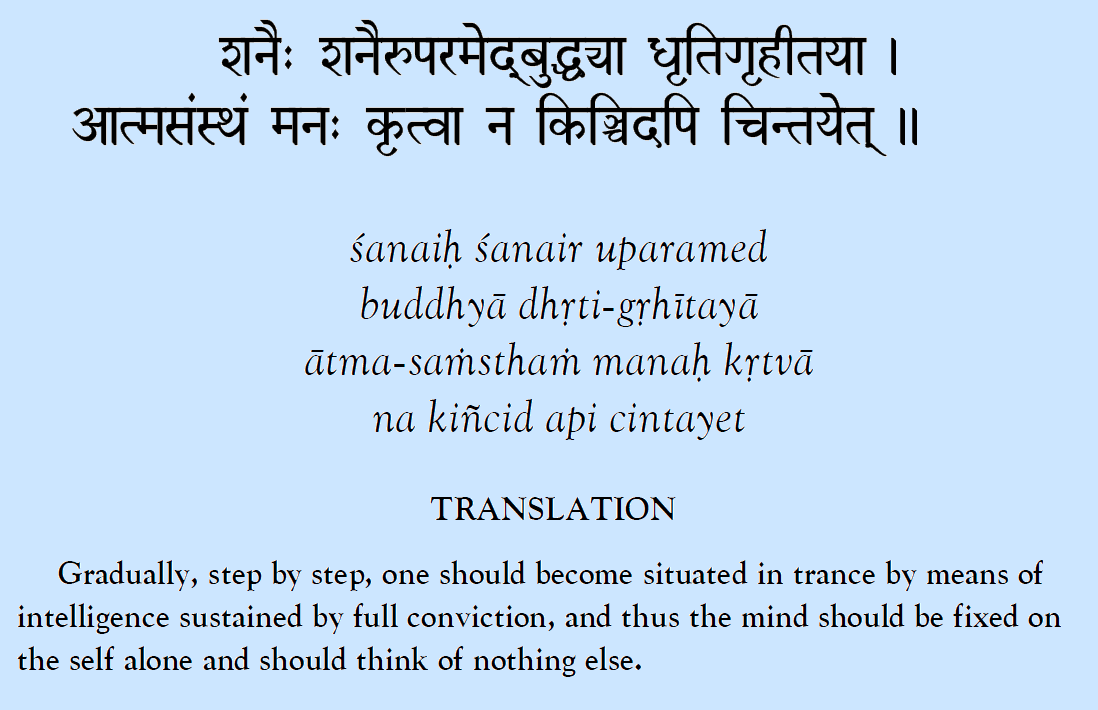 शनैः शनैरुपरमेद्‍बुद्ध्या धृतिगृहीतया ।
आत्मसंस्थं मनः कृत्वा न किञ्चिदपि चिन्तयेत् ॥
śanaiḥ śanair uparamed
buddhyā dhṛti-gṛhītayā
ātma-saṁsthaṁ manaḥ kṛtvā
na kiñcid api cintayet
TRANSLATION
Gradually, step by step, one should become situated in trance by means of
intelligence sustained by full conviction, and thus the mind should be fixed on
the self alone and should think of nothing else.